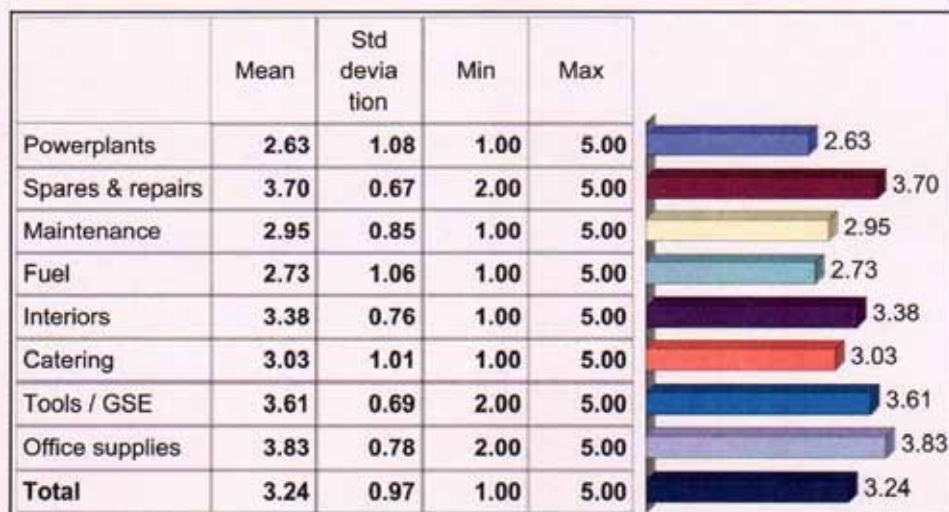 Mean Std devia tion Min Max
Powerplants 2.63 1.08 1.00 5.00 2.63
Spares & repairs 3.70 0.67 2.00 5.00 3.70
Maintenance 2.95 0.85 1.00 5.00 2.95
Fuel 2.73 1.06 1.00 5.00 2.73
Interiors 3.38 0.76 1.00 5.00 3.38
Catering 3.03 1.01 1.00 5.00 3.03
Tools / GSE 3.61 0.69 2.00 5.00 3.61
Office supplies 3.83 0.78 2.00 5.00 3.83
Total 3.24 0.97 1.00 5.00 3.24